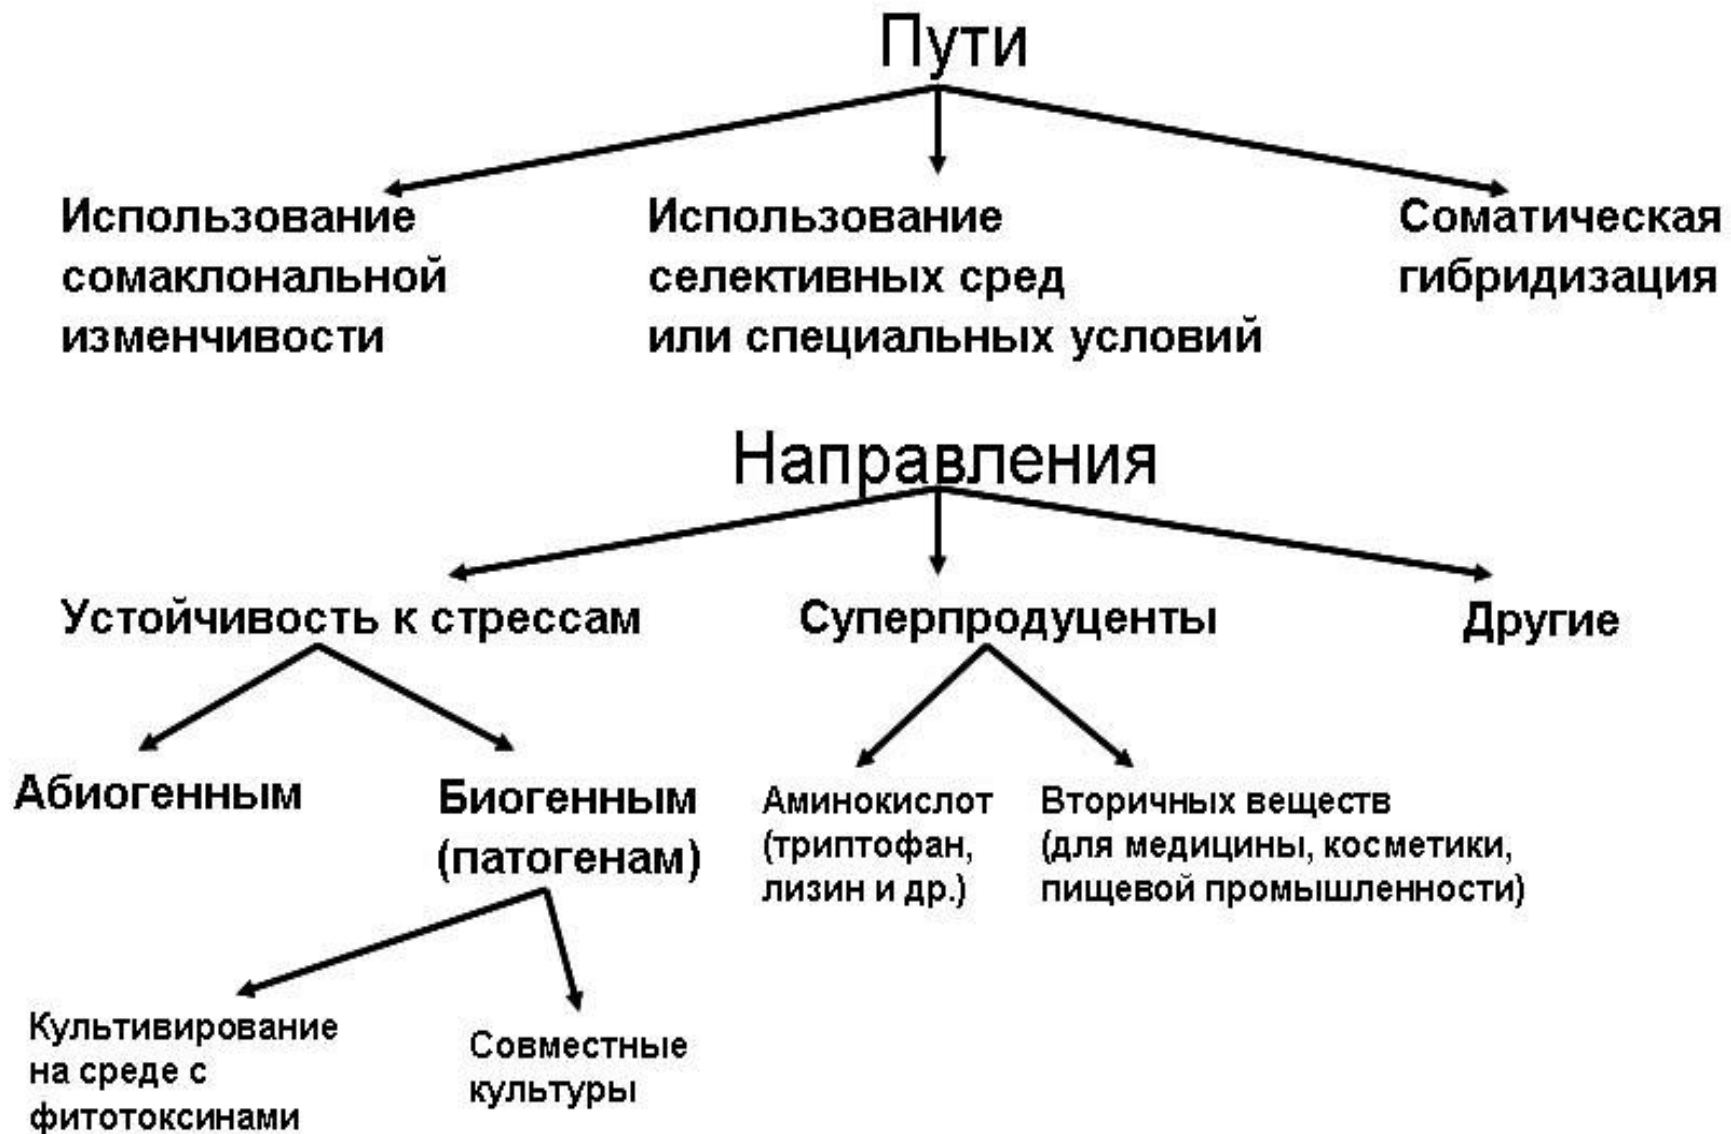 Пути
Использование
сомаклональной
изменчивости
Использование
селективных сред
или специальных условий
Соматическая
гибридизация
Направления
Устойчивость к стрессам
Суперпродуценты
Другие
Абиогенным
Биогенным
(патогенам)
Аминокислот
(триптофан,
лизин и др.)
Вторичных веществ
(для медицины, косметики,
пищевой промышленности)
Культивирование
на среде с
фитотоксинами
Совместные
культуры